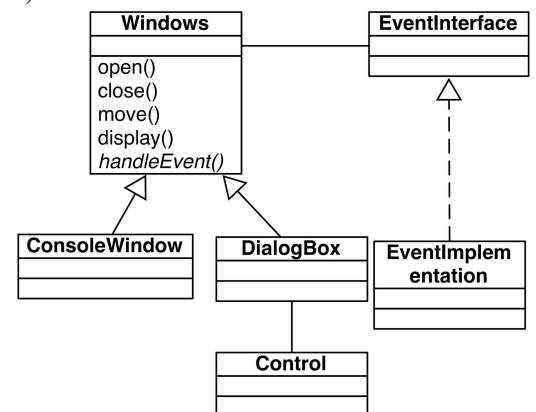 Windows
EventInterface
open()
close()
move()
display()
handleEvent()
ConsoleWindow
DialogBox
EventImplem
entation
Control